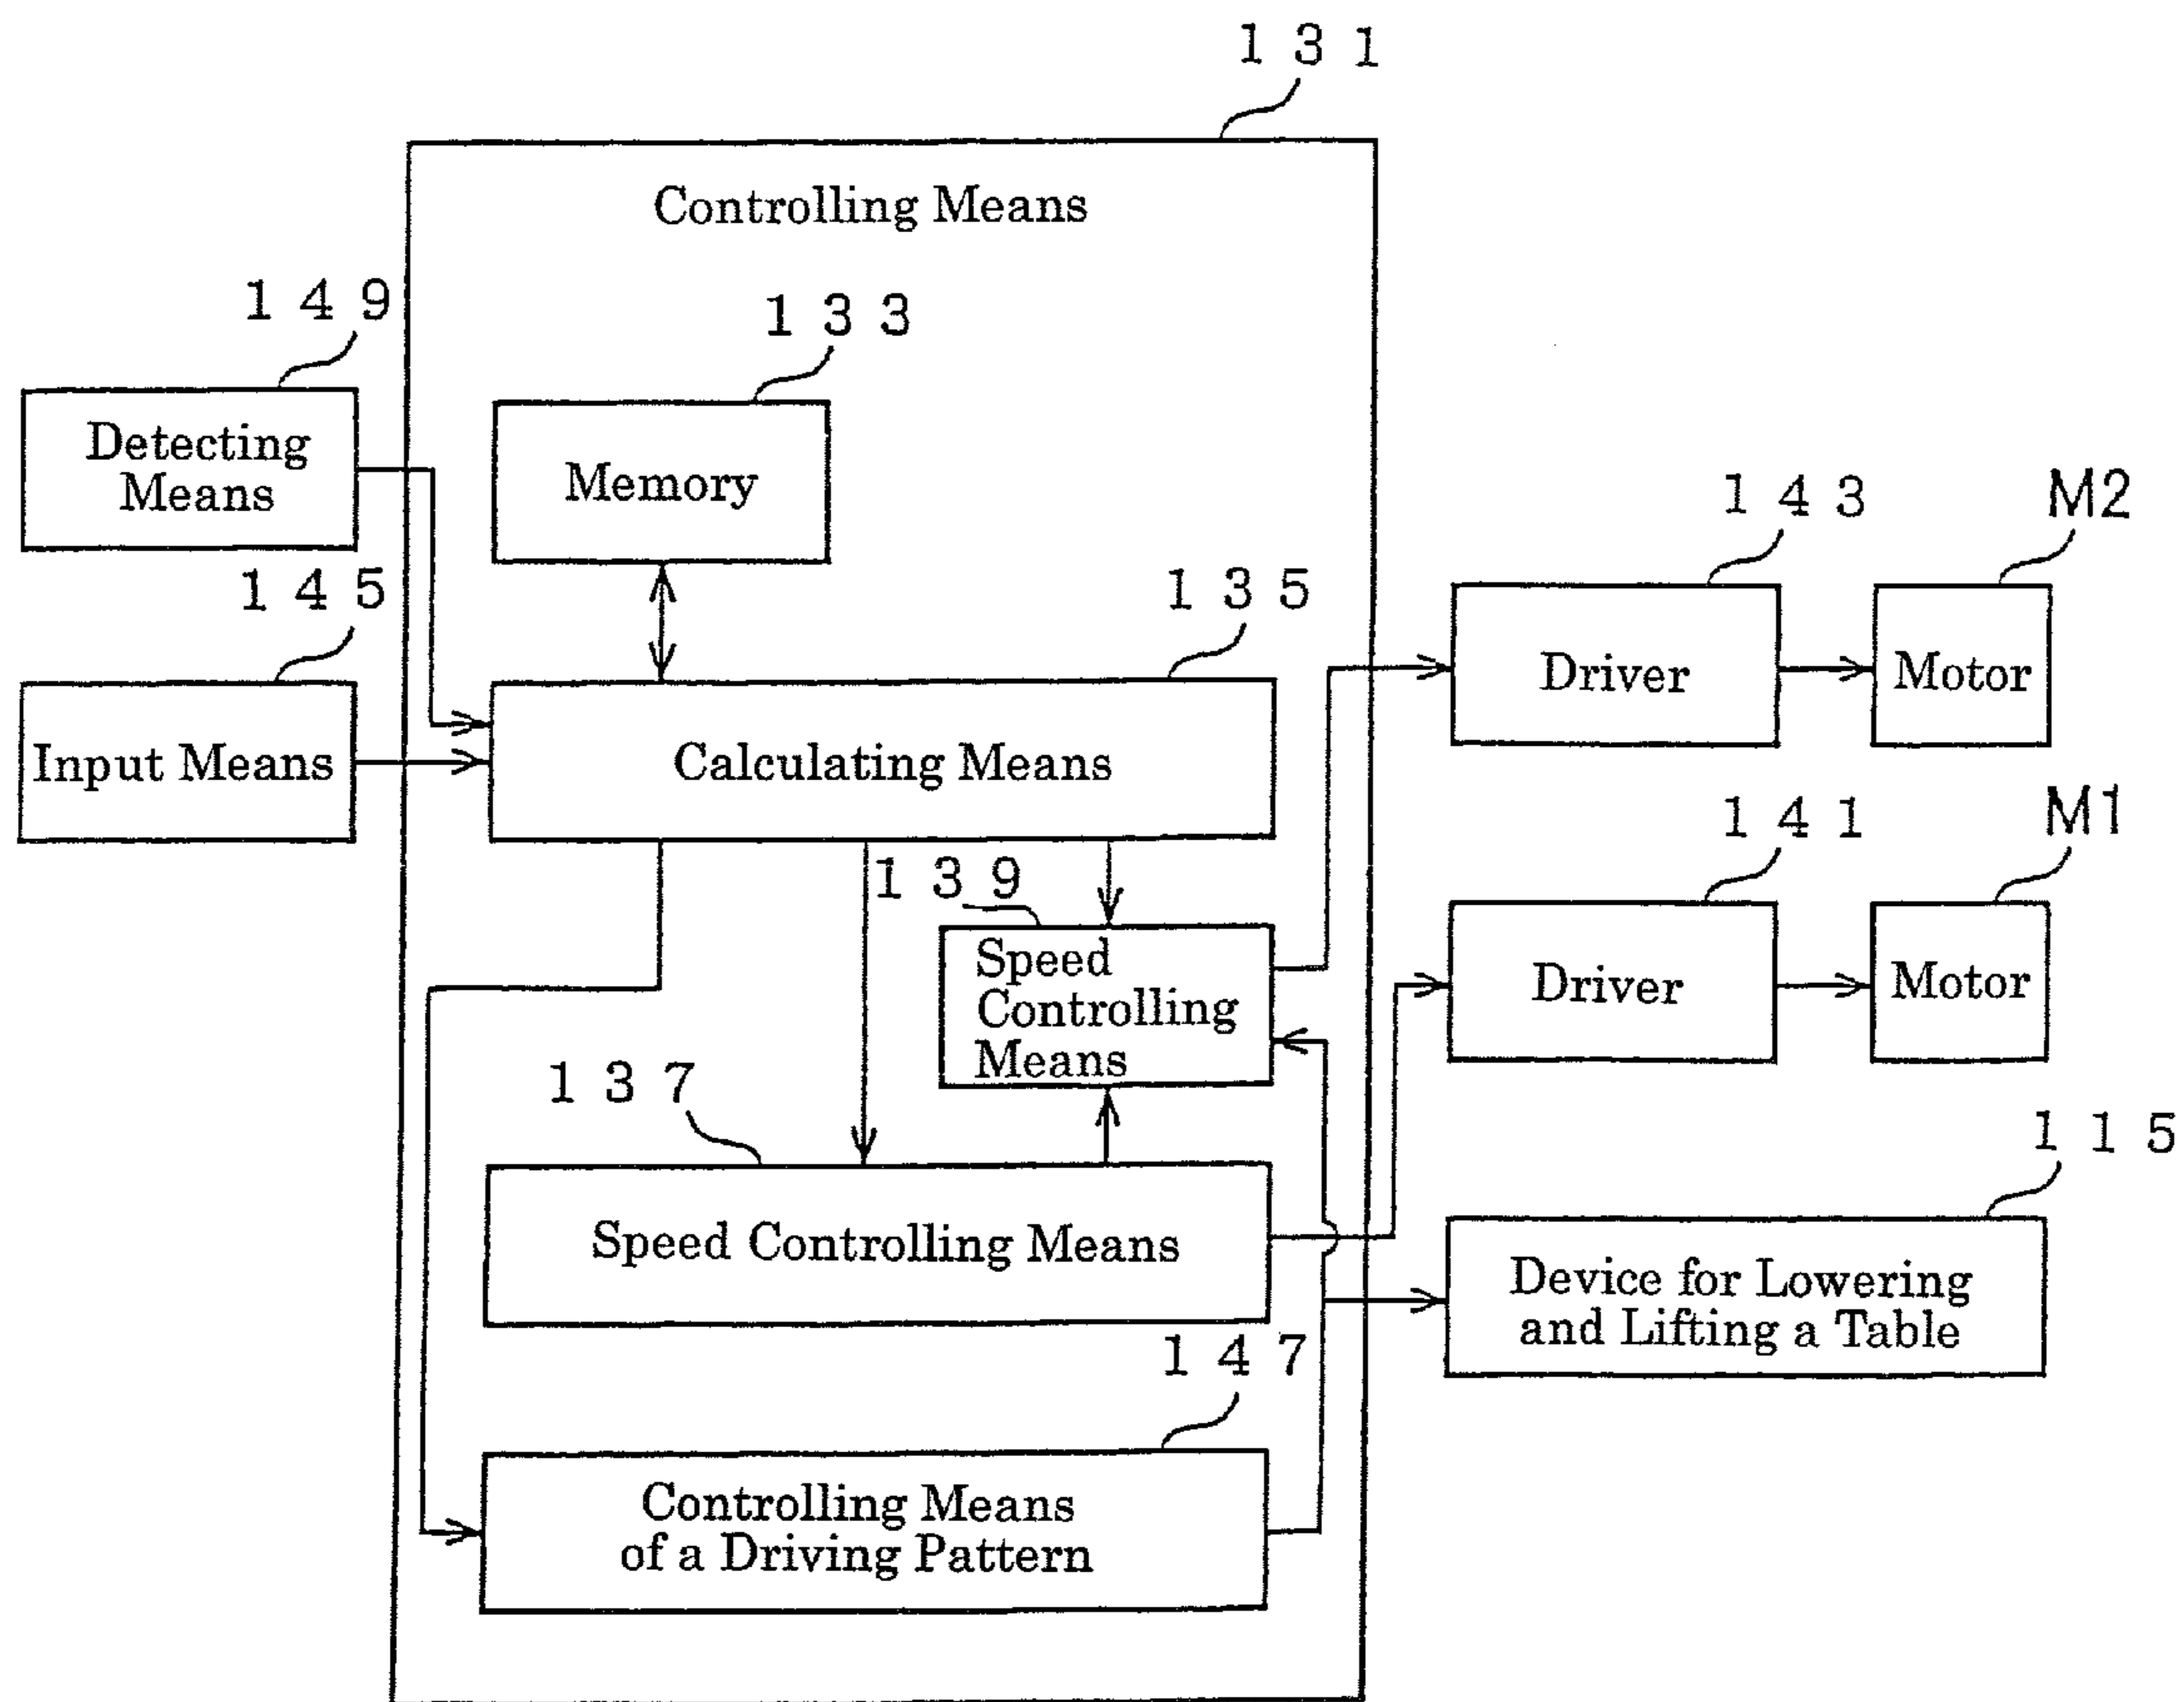 131
Controlling Means
149
133
Detecting
Means
Memory
143
M2
145
135
Driver
Motor
Input Means
Calculating Means
141
M1
139
Speed
Controlling
Means
Driver
Motor
137
115
Speed Controlling Means
Device for Lowering
and Lifting a Table
147
Controlling Means
of a Driving Pattern